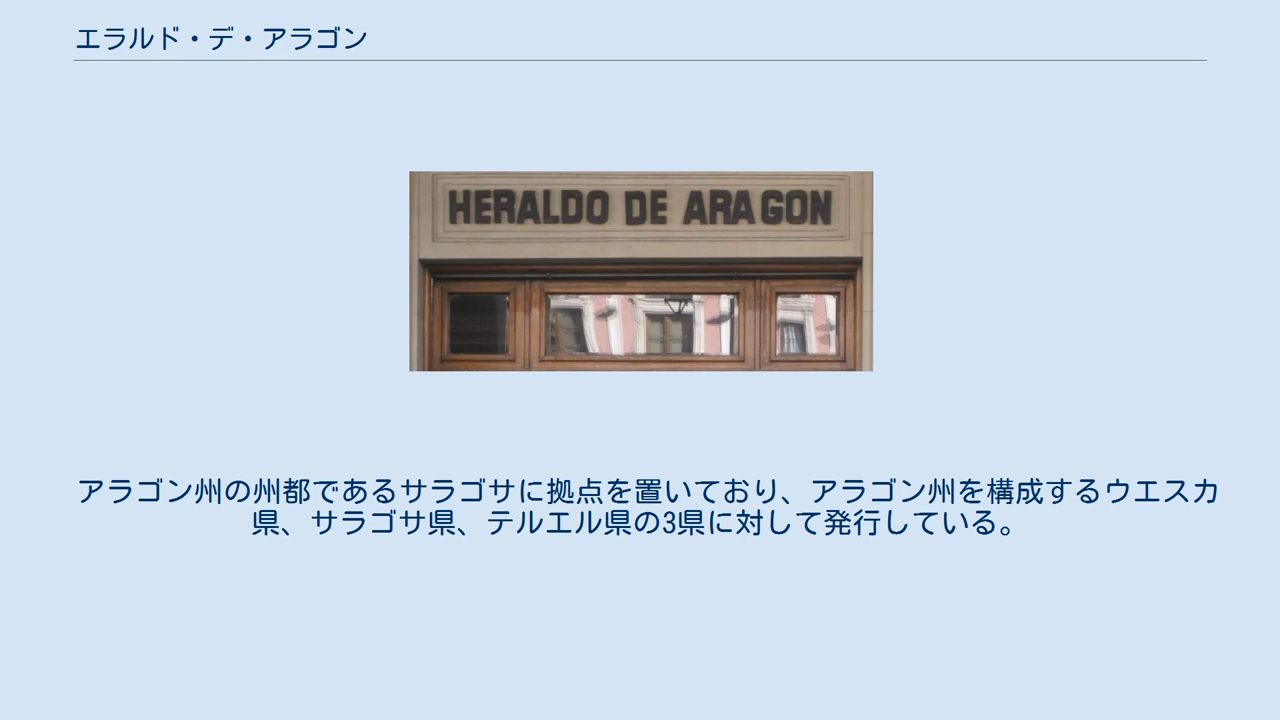 エラルド・デ・アラゴン
HERALDO DE ARAGON
アラゴン州の州都であるサラゴサに拠点を置いており、アラゴン州を構成するウエスカ
県、サラゴサ県、テルエル県の3県に対して発行している。